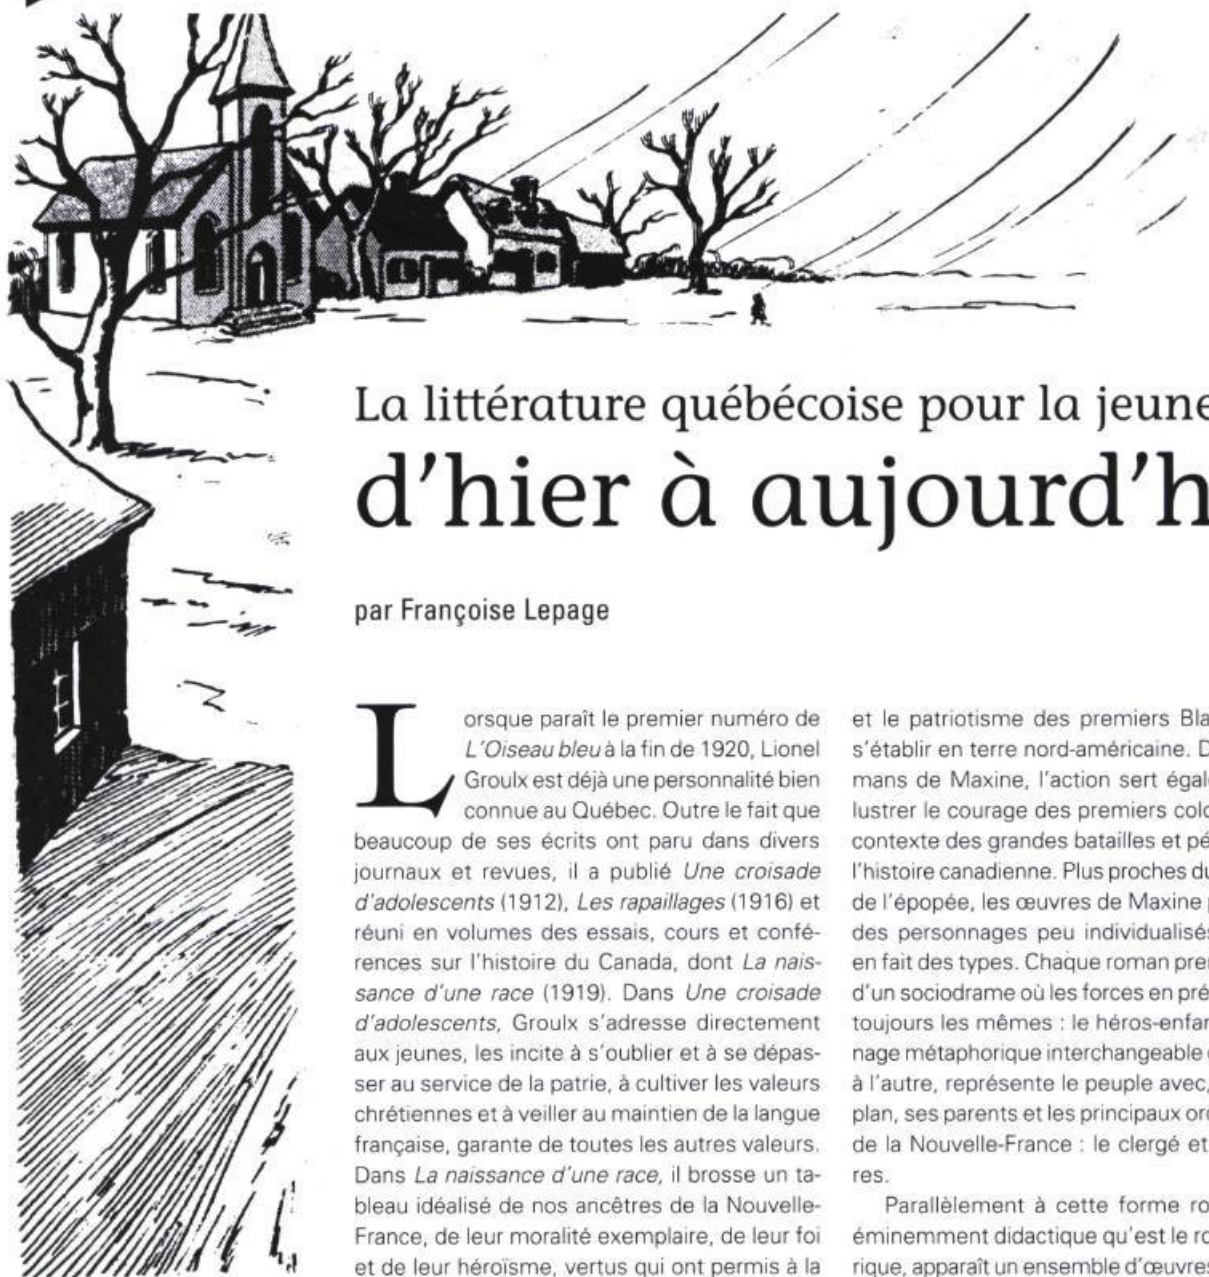 La littérature québécoise pour la jeune
d'hier à aujourd'h
par Françoise Lepage
Lorsque paraît le premier numéro de
L'Oiseau bleu à la fin de 1920, Lionel
Groulx est déjà une personnalité bien
connue au Québec. Outre le fait que
beaucoup de ses écrits ont paru dans divers
journaux et revues, il a publié Une croisade
d'adolescents (1912), Les rapaillages (1916) et
réuni en volumes des essais, cours et confé-
rences sur l'histoire du Canada, dont La nais-
sance d'une race (1919). Dans Une croisade
d'adolescents, Groulx s'adresse directement
aux jeunes, les incite à s'oublier et à se dépas-
ser au service de la patrie, à cultiver les valeurs
chrétiennes et à veiller au maintien de la langue
française, garante de toutes les autres valeurs.
Dans La naissance d'une race, il brosse un ta-
bleau idéalisé de nos ancêtres de la Nouvelle-
France, de leur moralité exemplaire, de leur foi
et de leur héroïsme, vertus qui ont permis à la
et le patriotisme des premiers Bla
s'établir en terre nord-américaine. D
mans de Maxine, l'action sert égale
lustrer le courage des premiers colo
contexte des grandes batailles et pé
l'histoire canadienne. Plus proches du
de l'épopée, les œuvres de Maxine p
des personnages peu individualisés
en fait des types. Chaque roman pre
d'un sociodrame où les forces en pré
toujours les mêmes : le héros-enfan
nage métaphorique interchangeable
à l'autre, représente le peuple avec,
plan, ses parents et les principaux ord
de la Nouvelle-France : le clergé et
res.
Parallèlement à cette forme ro
éminemment didactique qu'est le ro
rique, apparaît un ensemble d'œuvres